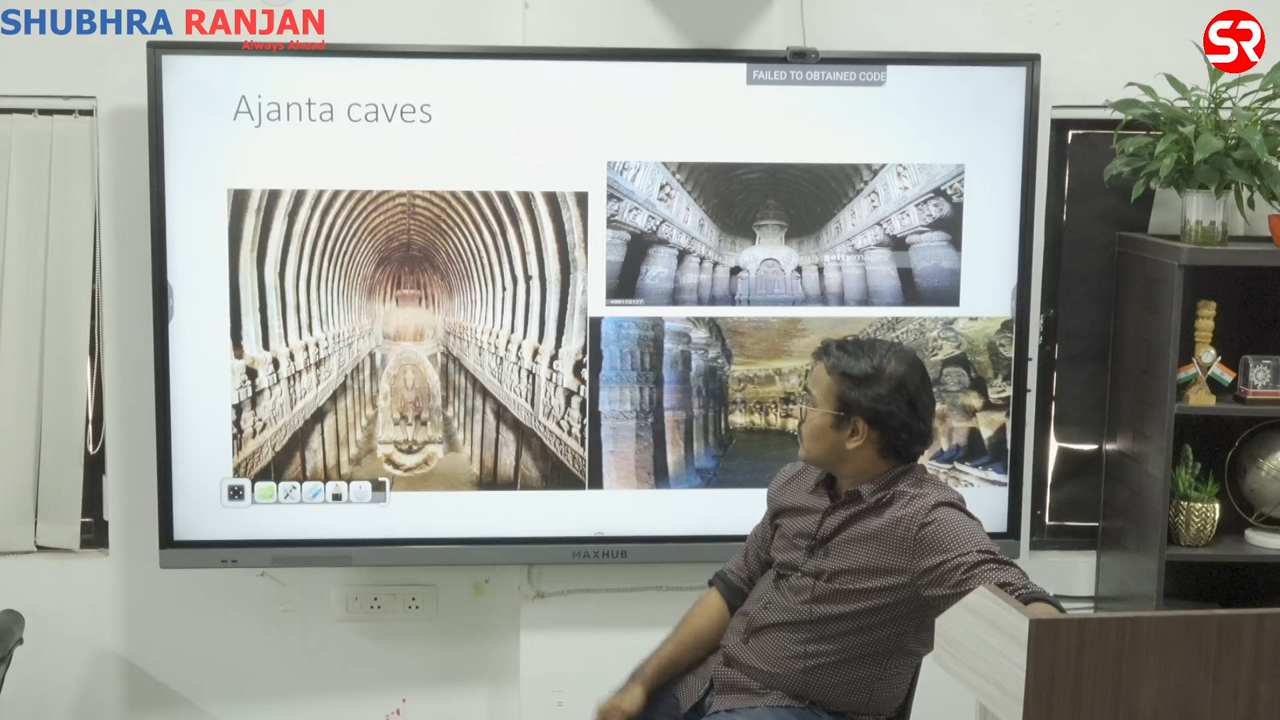 SHUBHRA RANJAN
Always Ahead
SR
FAILED TO OBTAINED CODE
Ajanta caves
gettyimages
MAXHUB